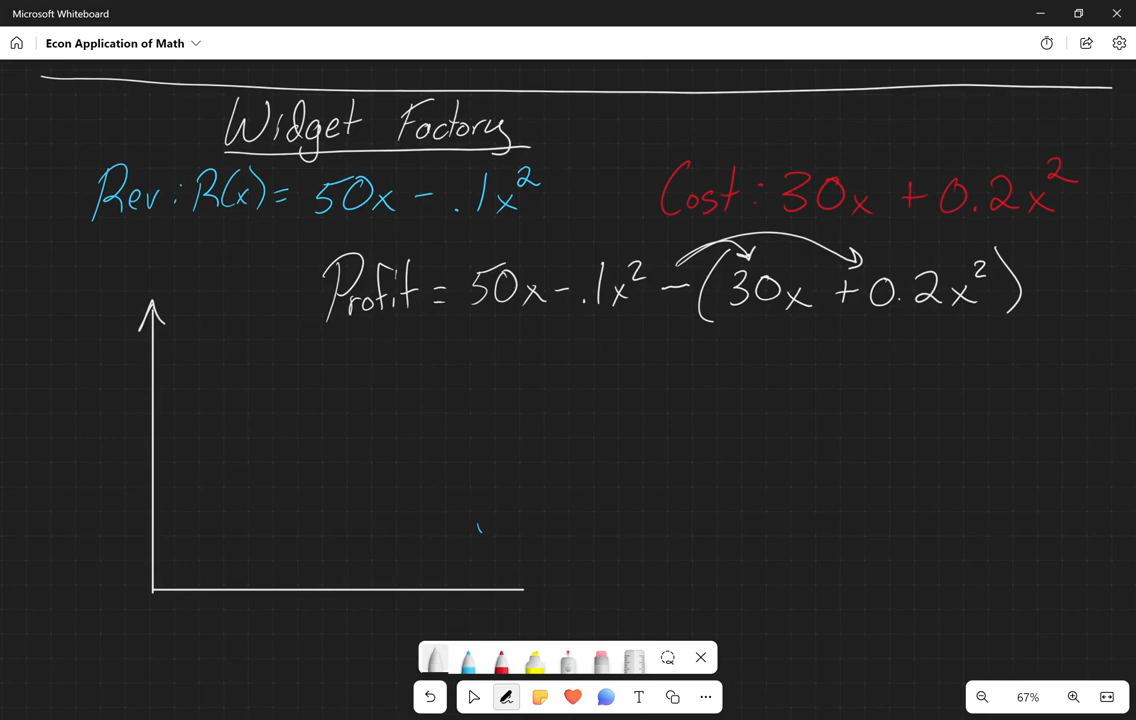 Microsoft Whiteboard
Econ Application of Math
Widget Factory
Rev: R(x) = 50x - .1x²
Cost: 30x + 0.2x²
Profit = 50x - .1x² - (30x + 0.2x²)
T
67%